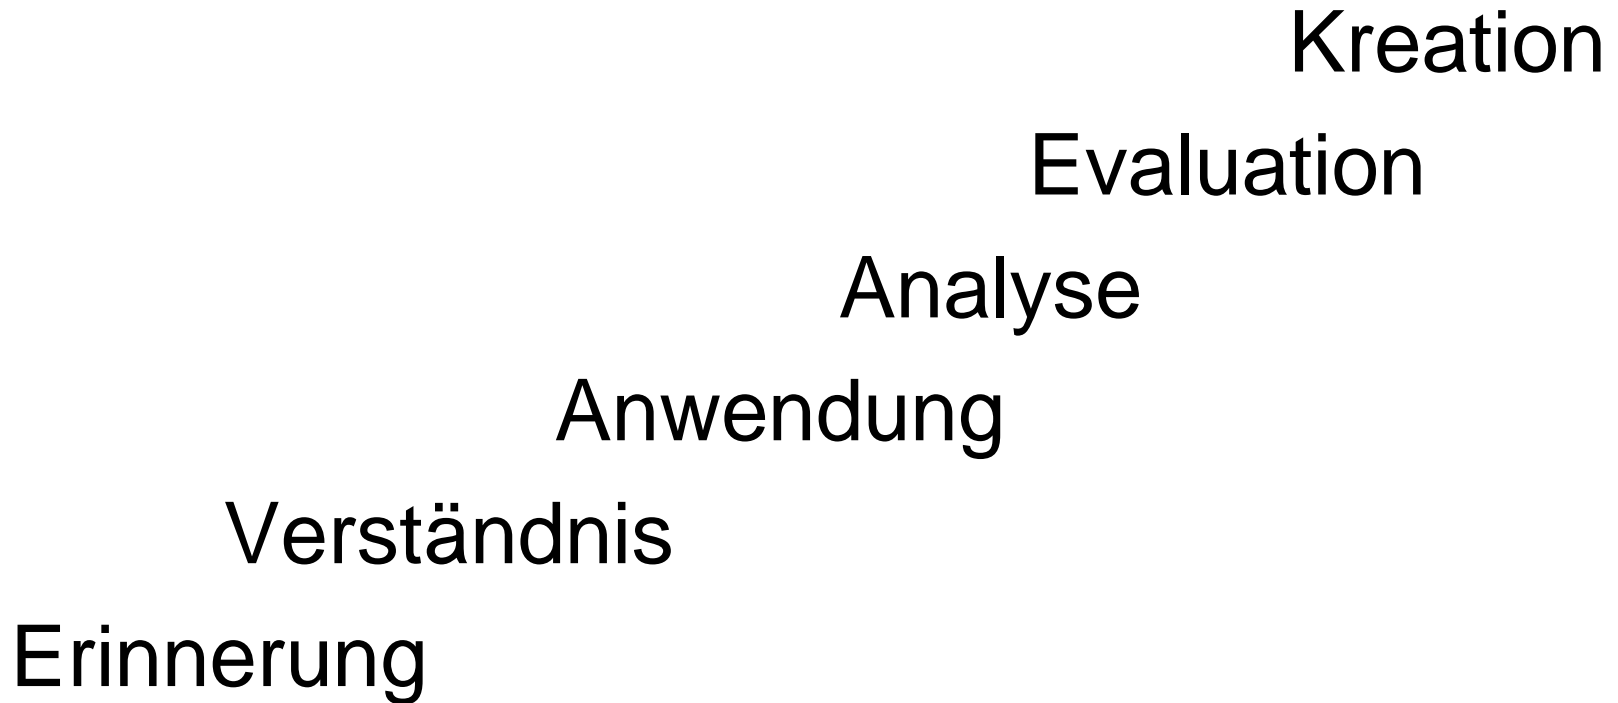 Kreation
Evaluation
Analyse
Anwendung
Verständnis
Erinnerung